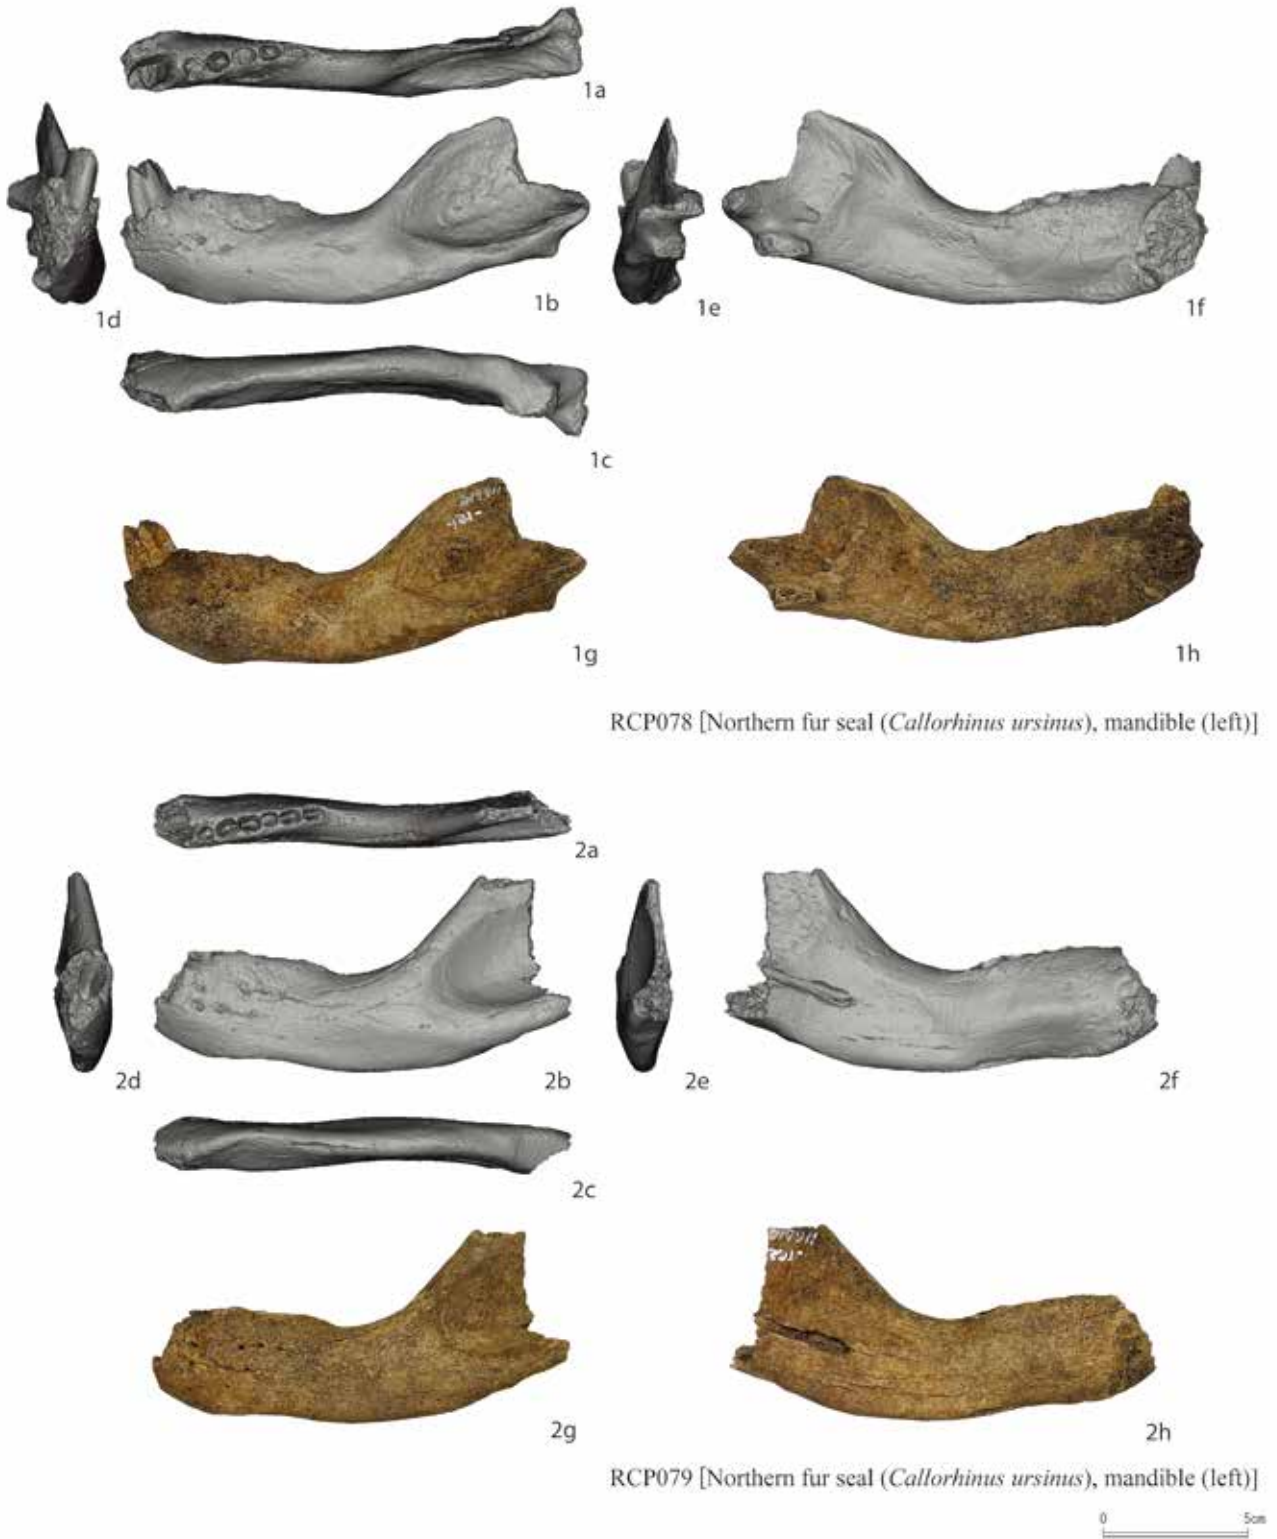 1a
1d
1b
1e
1f
1c
1g
1h
RCP078 [Northern fur seal (Callorhinus ursinus), mandible (left)]
2a
2d
2b
2e
2f
2c
2g
2h
RCP079 [Northern fur seal (Callorhinus ursinus), mandible (left)]
0 5cm